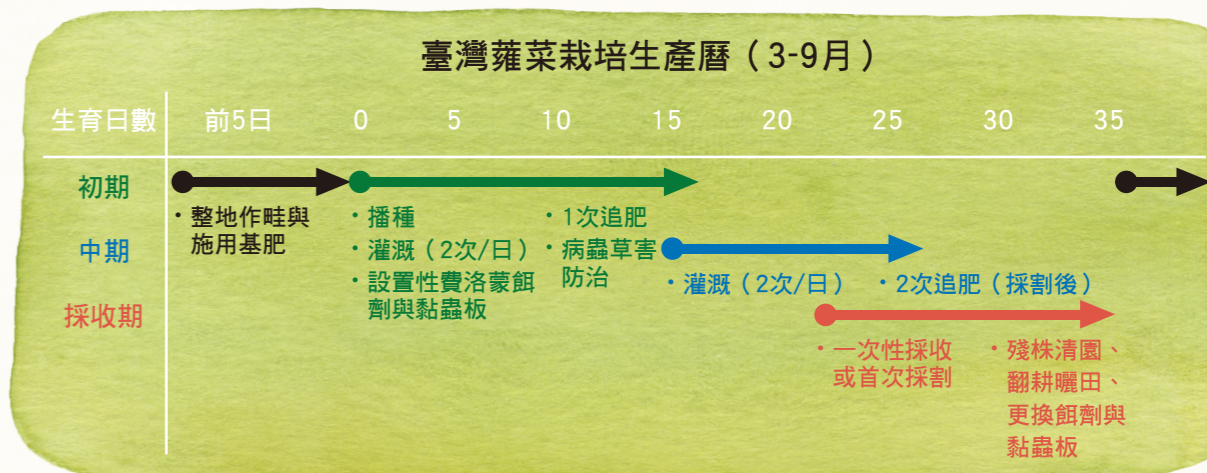 臺灣蕹菜栽培生產曆（3-9月）
生育日數 前5日 0 5 10 15 20 25 30 35
初期
・整地作畦與
施用基肥
・播種
・灌溉（2次/日）
・設置性費洛蒙餌
劑與黏蟲板
・1次追肥
・病蟲草害
防治
中期
・灌溉（2次/日）
・2次追肥（採割後）
採收期
・一次性採收
或首次採割
・殘株清園、
翻耕曬田、
更換餌劑與
黏蟲板